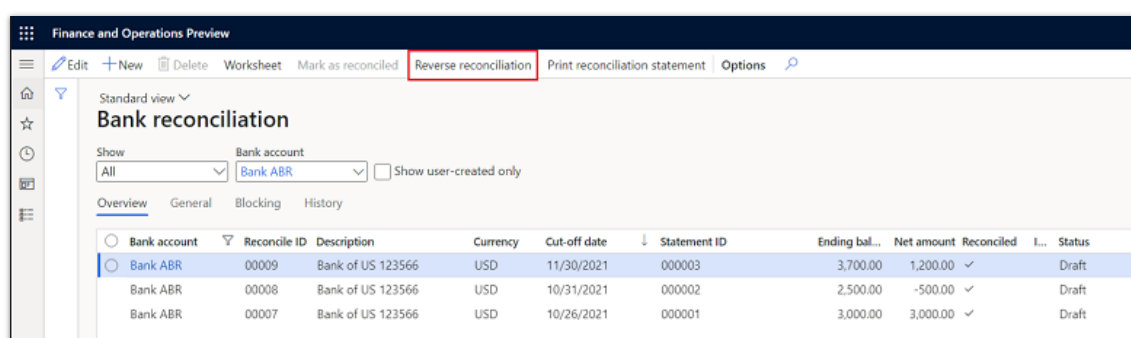 Finance and Operations Preview
Edit New Delete Worksheet Mark as reconciled Reverse reconciliation Print reconciliation statement Options
Standard view
Bank reconciliation
Show Bank account
All Bank ABR Show user-created only
Overview General Blocking History
Bank account Reconcile ID Description Currency Cut-off date Statement ID Ending bal... Net amount Reconciled I... Status
Bank ABR 00009 Bank of US 123566 USD 11/30/2021 000003 3,700.00 1,200.00 Draft
Bank ABR 00008 Bank of US 123566 USD 10/31/2021 000002 2,500.00 -500.00 Draft
Bank ABR 00007 Bank of US 123566 USD 10/26/2021 000001 3,000.00 3,000.00 Draft